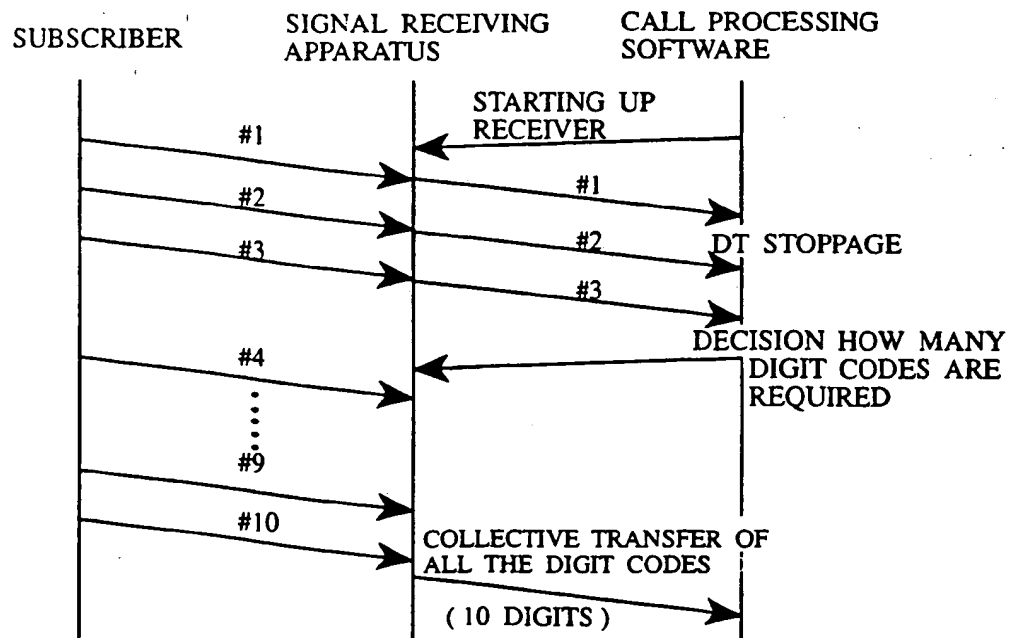 SUBSCRIBER
SIGNAL RECEIVING
APPARATUS
CALL PROCESSING
SOFTWARE
STARTING UP
RECEIVER
#1
#1
#2
#2
DT STOPPAGE
#3
#3
DECISION HOW MANY
DIGIT CODES ARE
REQUIRED
#4
#9
#10
COLLECTIVE TRANSFER OF
ALL THE DIGIT CODES
( 10 DIGITS )